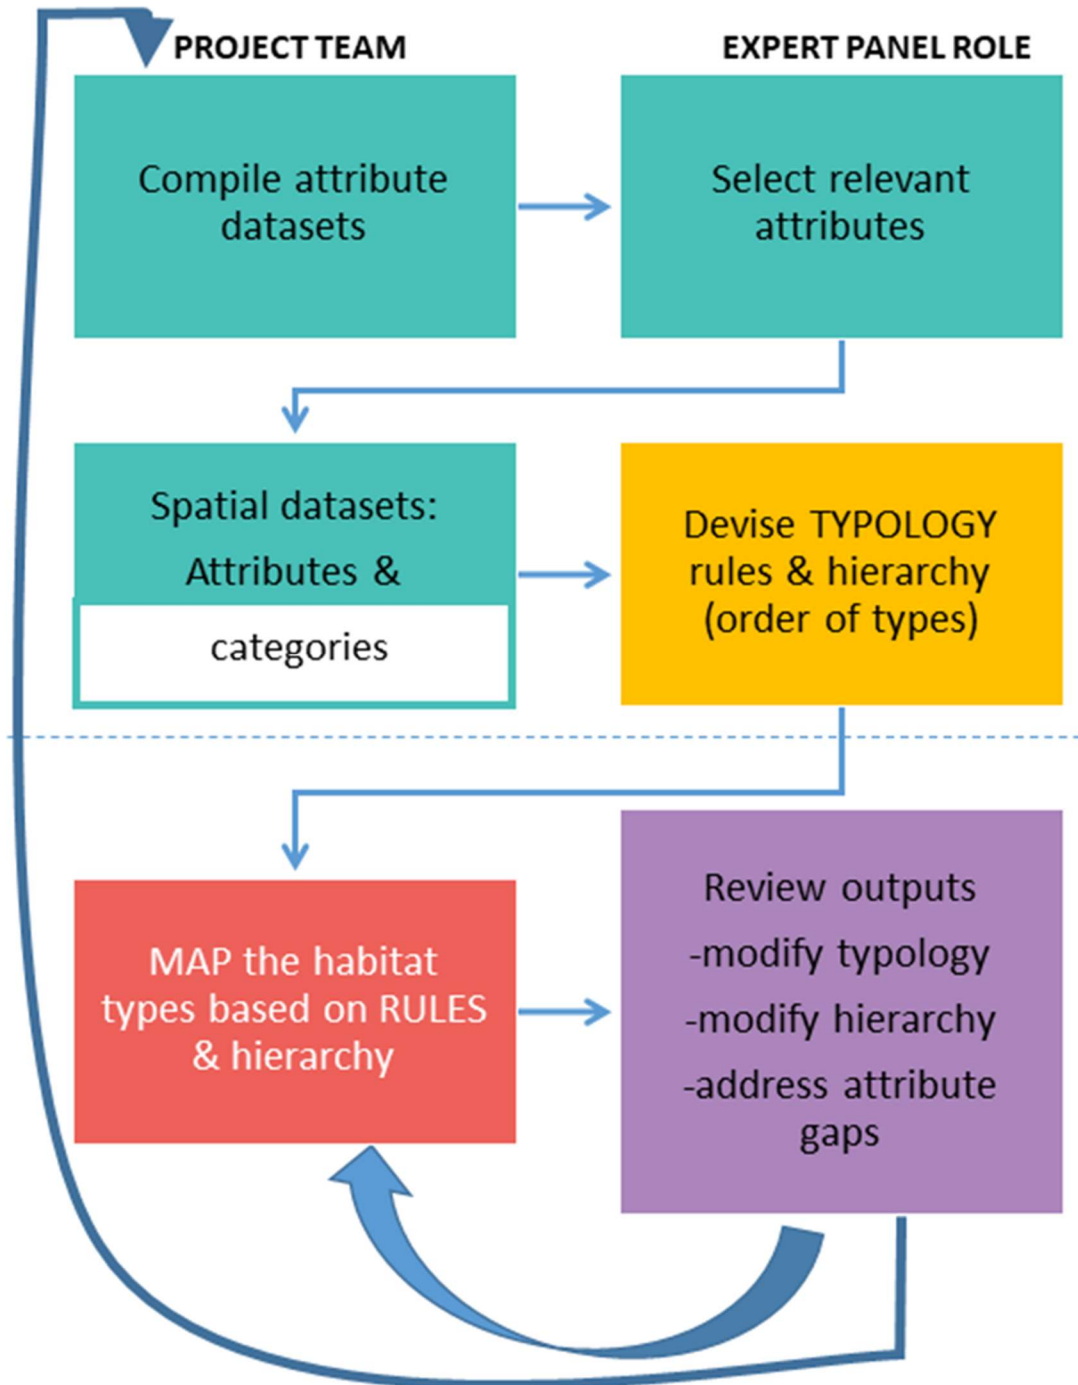 PROJECT TEAM
EXPERT PANEL ROLE
Compile attribute
datasets
Select relevant
attributes
Spatial datasets:
Attributes &
categories
Devise TYPOLOGY
rules & hierarchy
(order of types)
MAP the habitat
types based on RULES
& hierarchy
Review outputs
-modify typology
-modify hierarchy
-address attribute
gaps